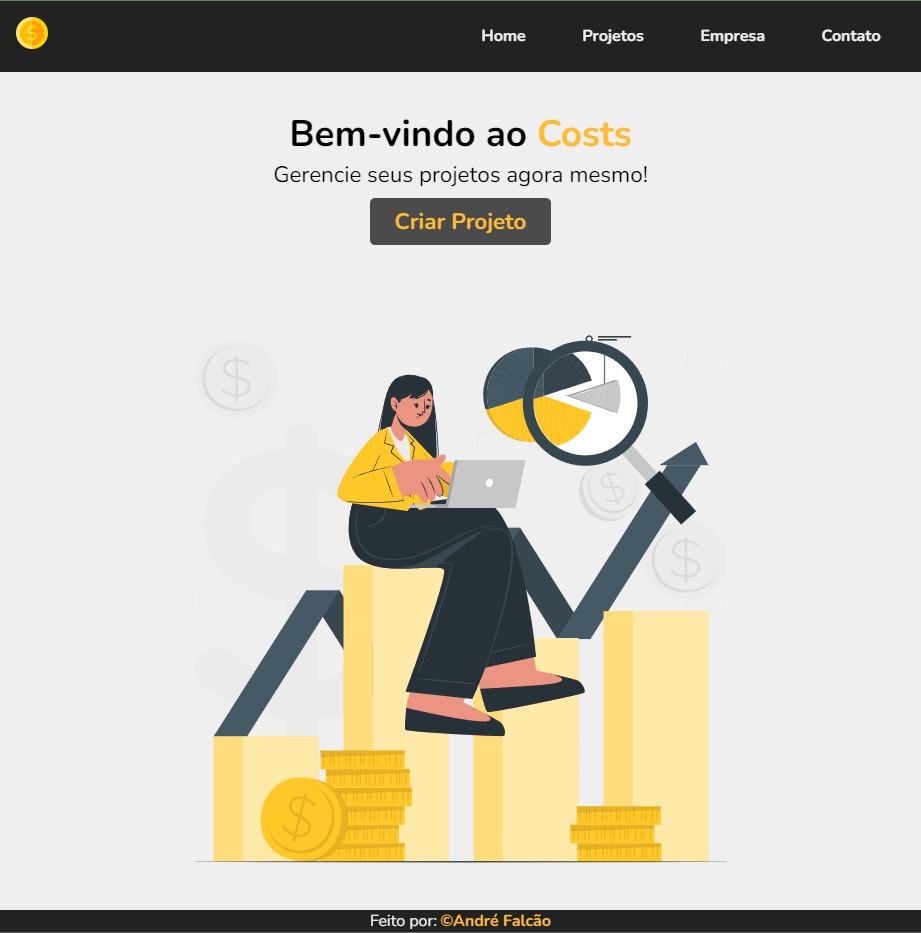 Home Projetos Empresa Contato
Bem-vindo ao Costs
Gerencie seus projetos agora mesmo!
Criar Projeto
Feito por: ©André Falcão